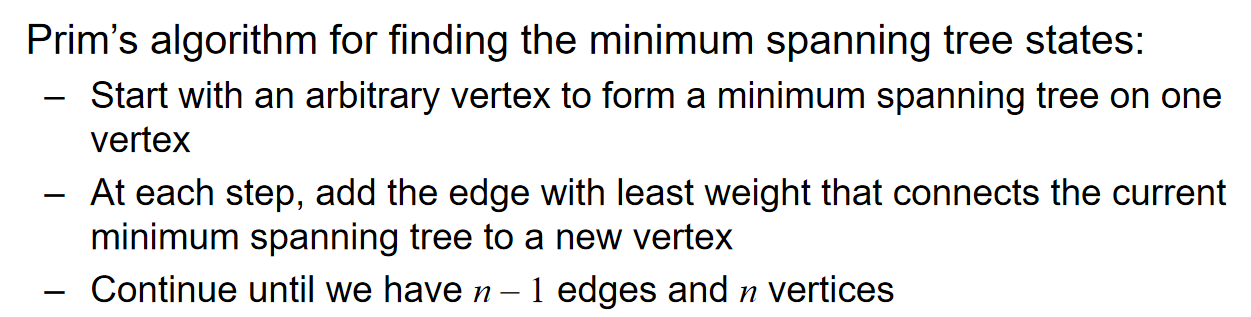 Prim’s algorithm for finding the minimum spanning tree states:
– Start with an arbitrary vertex to form a minimum spanning tree on one
vertex
– At each step, add the edge with least weight that connects the current
minimum spanning tree to a new vertex
– Continue until we have n – 1 edges and n vertices